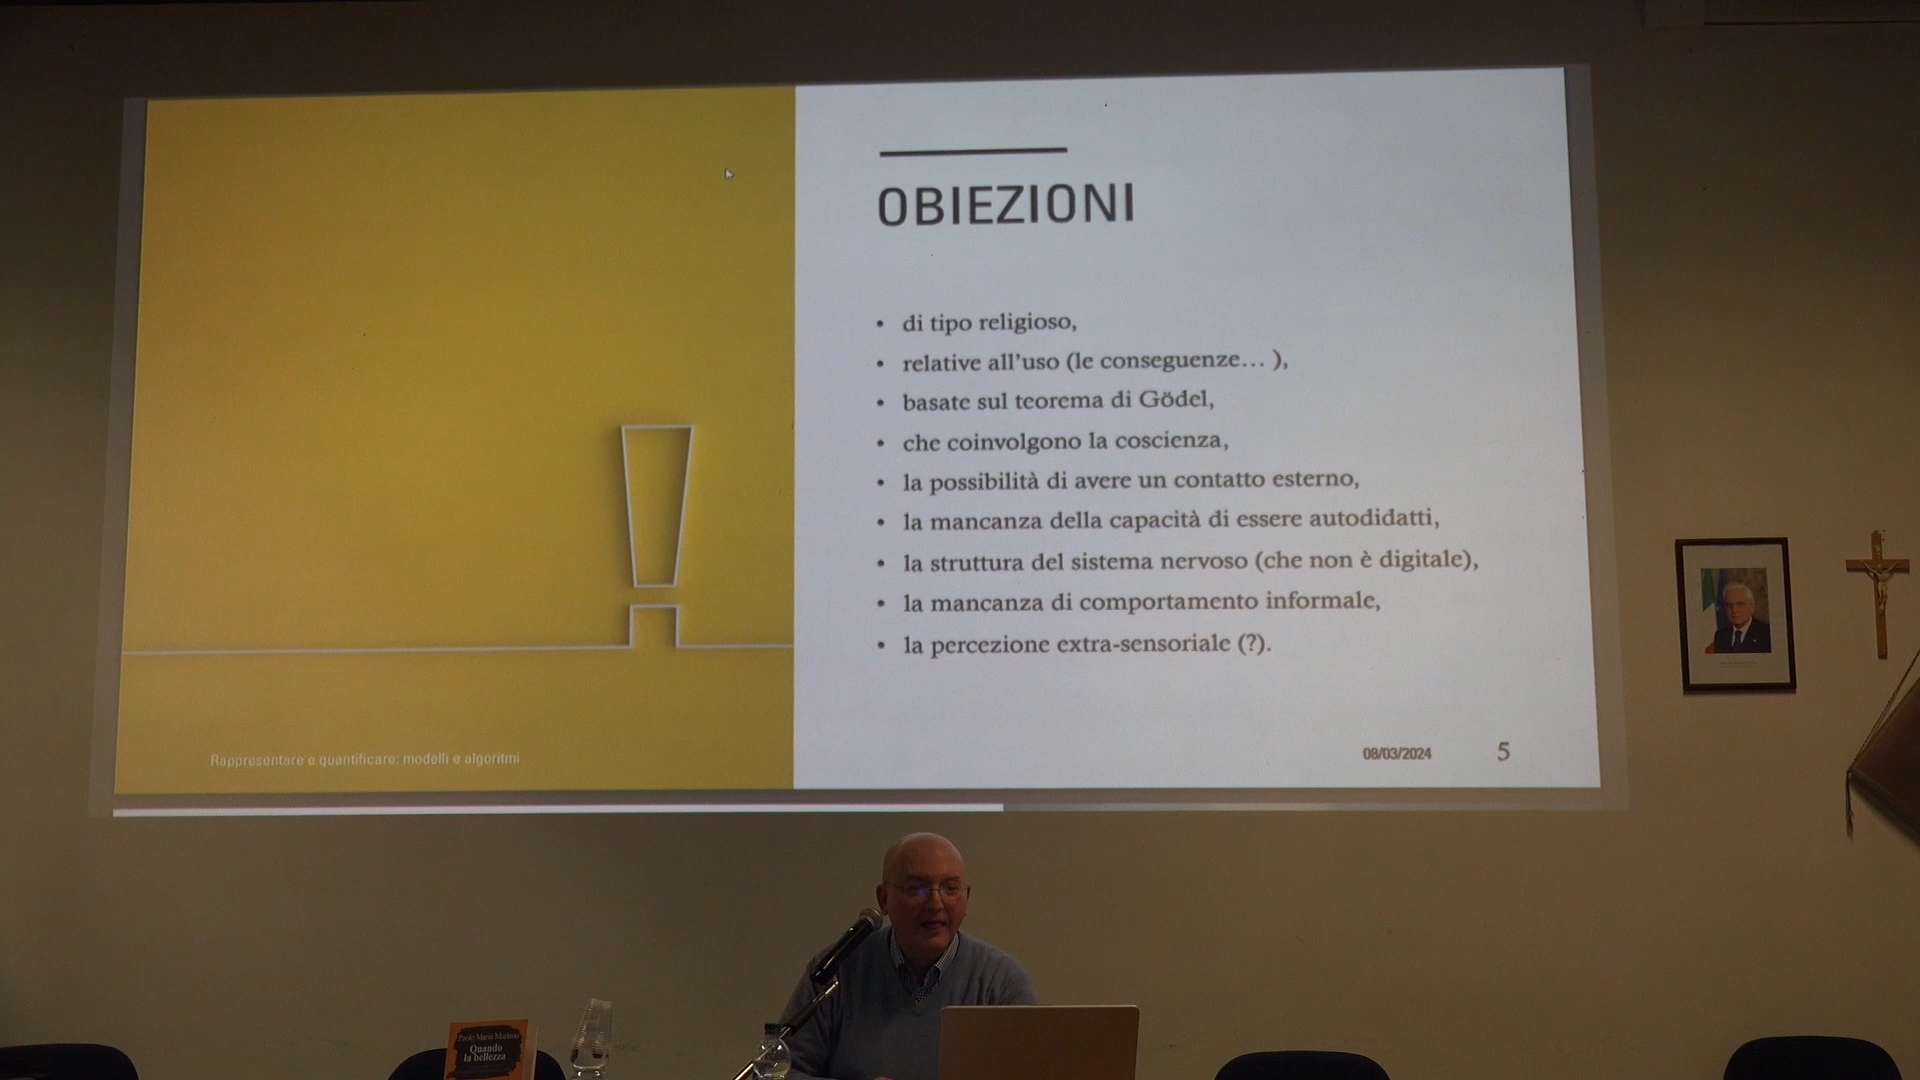 OBIEZIONI
• di tipo religioso,
• relative all'uso (le conseguenze… ),
• basate sul teorema di Gödel,
• che coinvolgono la coscienza,
• la possibilità di avere un contatto esterno,
• la mancanza della capacità di essere autodidatti,
• la struttura del sistema nervoso (che non è digitale),
• la mancanza di comportamento informale,
• la percezione extra-sensoriale (?).
Rappresentare e quantificare: modelli e algoritmi
08/03/2024
5
Paolo Maria Mariano
Quando
la bellezza